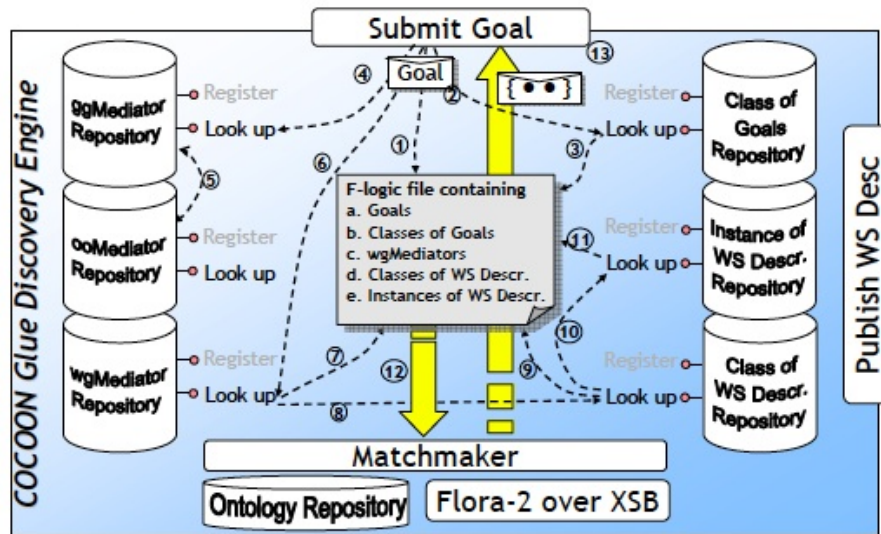 Submit Goal
COCOON Glue Discovery Engine
Publish WS Desc
Goal
{ }
ggMediator
Repository
Register
Look up
ooMediator
Repository
Register
Look up
wgMediator
Repository
Register
Look up
F-logic file containing
a. Goals
b. Classes of Goals
c. wgMediators
d. Classes of WS Descr.
e. Instances of WS Descr.
Register
Look up
Class of
Goals
Repository
Register
Look up
Instance of
WS Descr.
Repository
Register
Look up
Class of
WS Descr.
Repository
①
②
③
④
⑤
⑥
⑦
⑧
⑨
⑩
⑪
⑫
⑬
Matchmaker
Ontology Repository
Flora-2 over XSB